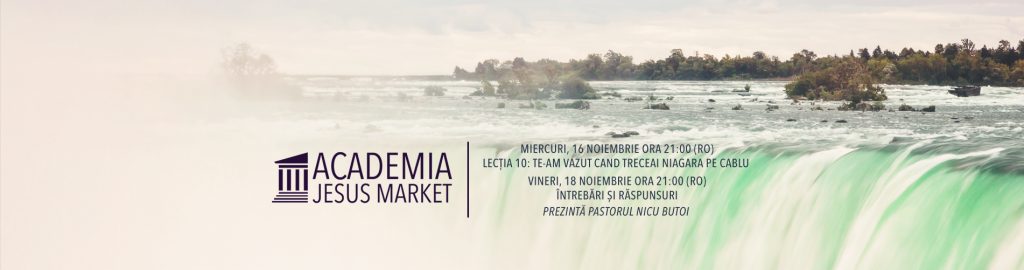 ACADEMIA
JESUS MARKET
MIERCURI, 16 NOIEMBRIE ORA 21:00 (RO)
LECȚIA 10: TE-AM VĂZUT CAND TRECEAI NIAGARA PE CABLU
VINERI, 18 NOIEMBRIE ORA 21:00 (RO)
ÎNTREBĂRI ȘI RĂSPUNSURI
PREZINTĂ PASTORUL NICU BUTOI